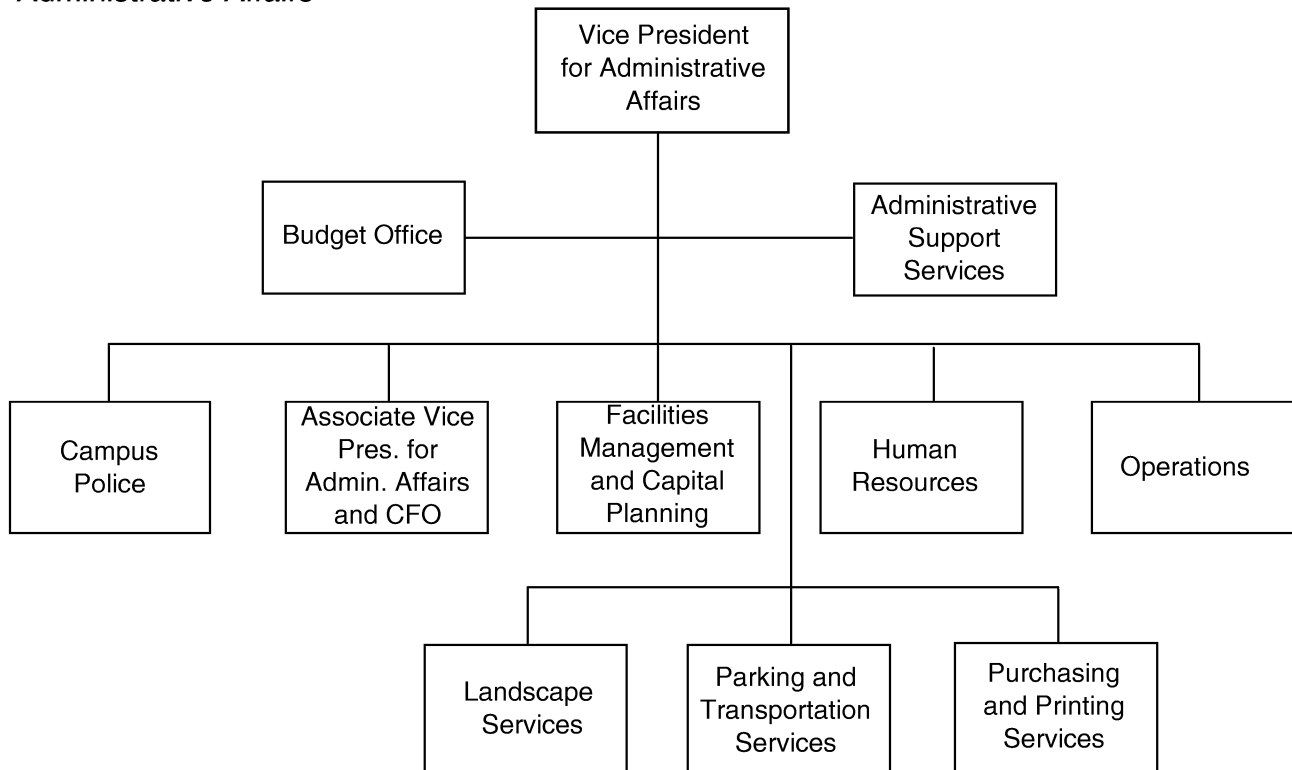 Administrative Affairs
Vice President
for Administrative
Affairs
Budget Office
Administrative
Support
Services
Campus
Police
Associate Vice
Pres. for
Admin. Affairs
and CFO
Facilities
Management
and Capital
Planning
Human
Resources
Operations
Landscape
Services
Parking and
Transportation
Services
Purchasing
and Printing
Services